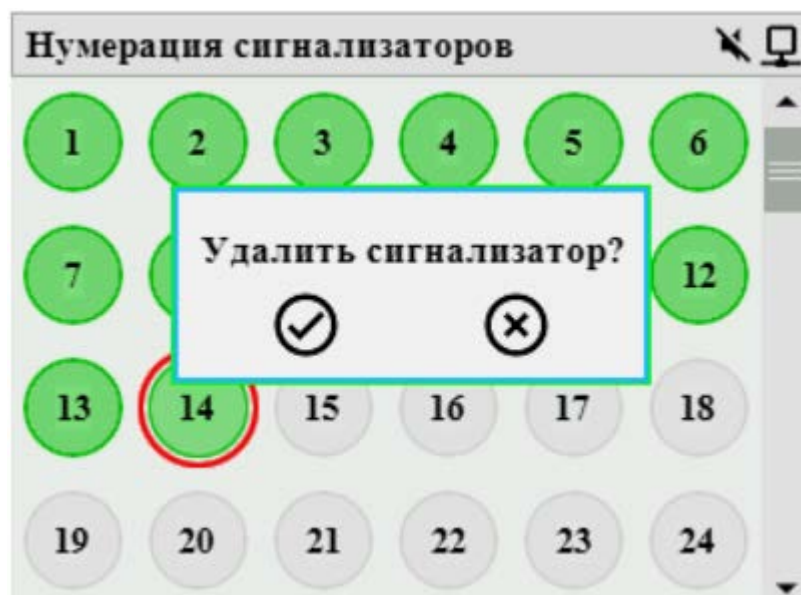 Нумерация сигнализаторов
1 2 3 4 5 6
Удалить сигнализатор?
7 12
13 14 15 16 17 18
19 20 21 22 23 24